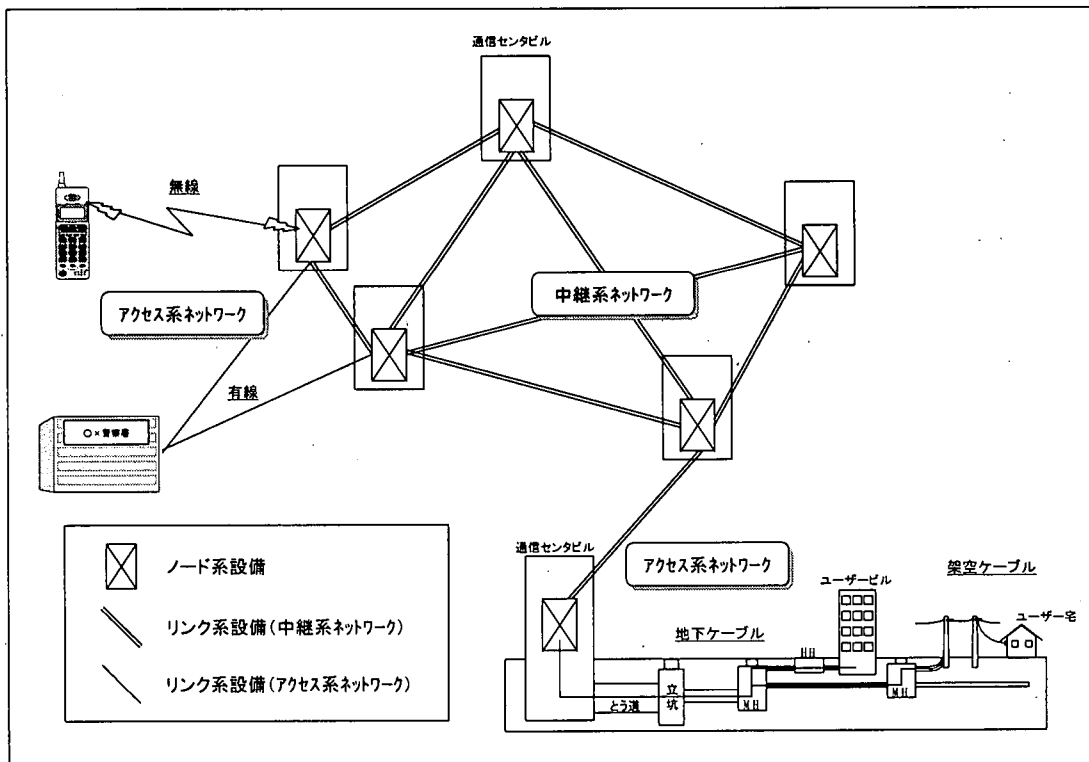 通信センタビル
無線
アクセス系ネットワーク
中継系ネットワーク
有線
○×警察署
ノード系設備
リンク系設備(中継系ネットワーク)
リンク系設備(アクセス系ネットワーク)
通信センタビル
アクセス系ネットワーク
架空ケーブル
ユーザービル
ユーザー宅
地下ケーブル
HH
立坑
とう道
MH
MH